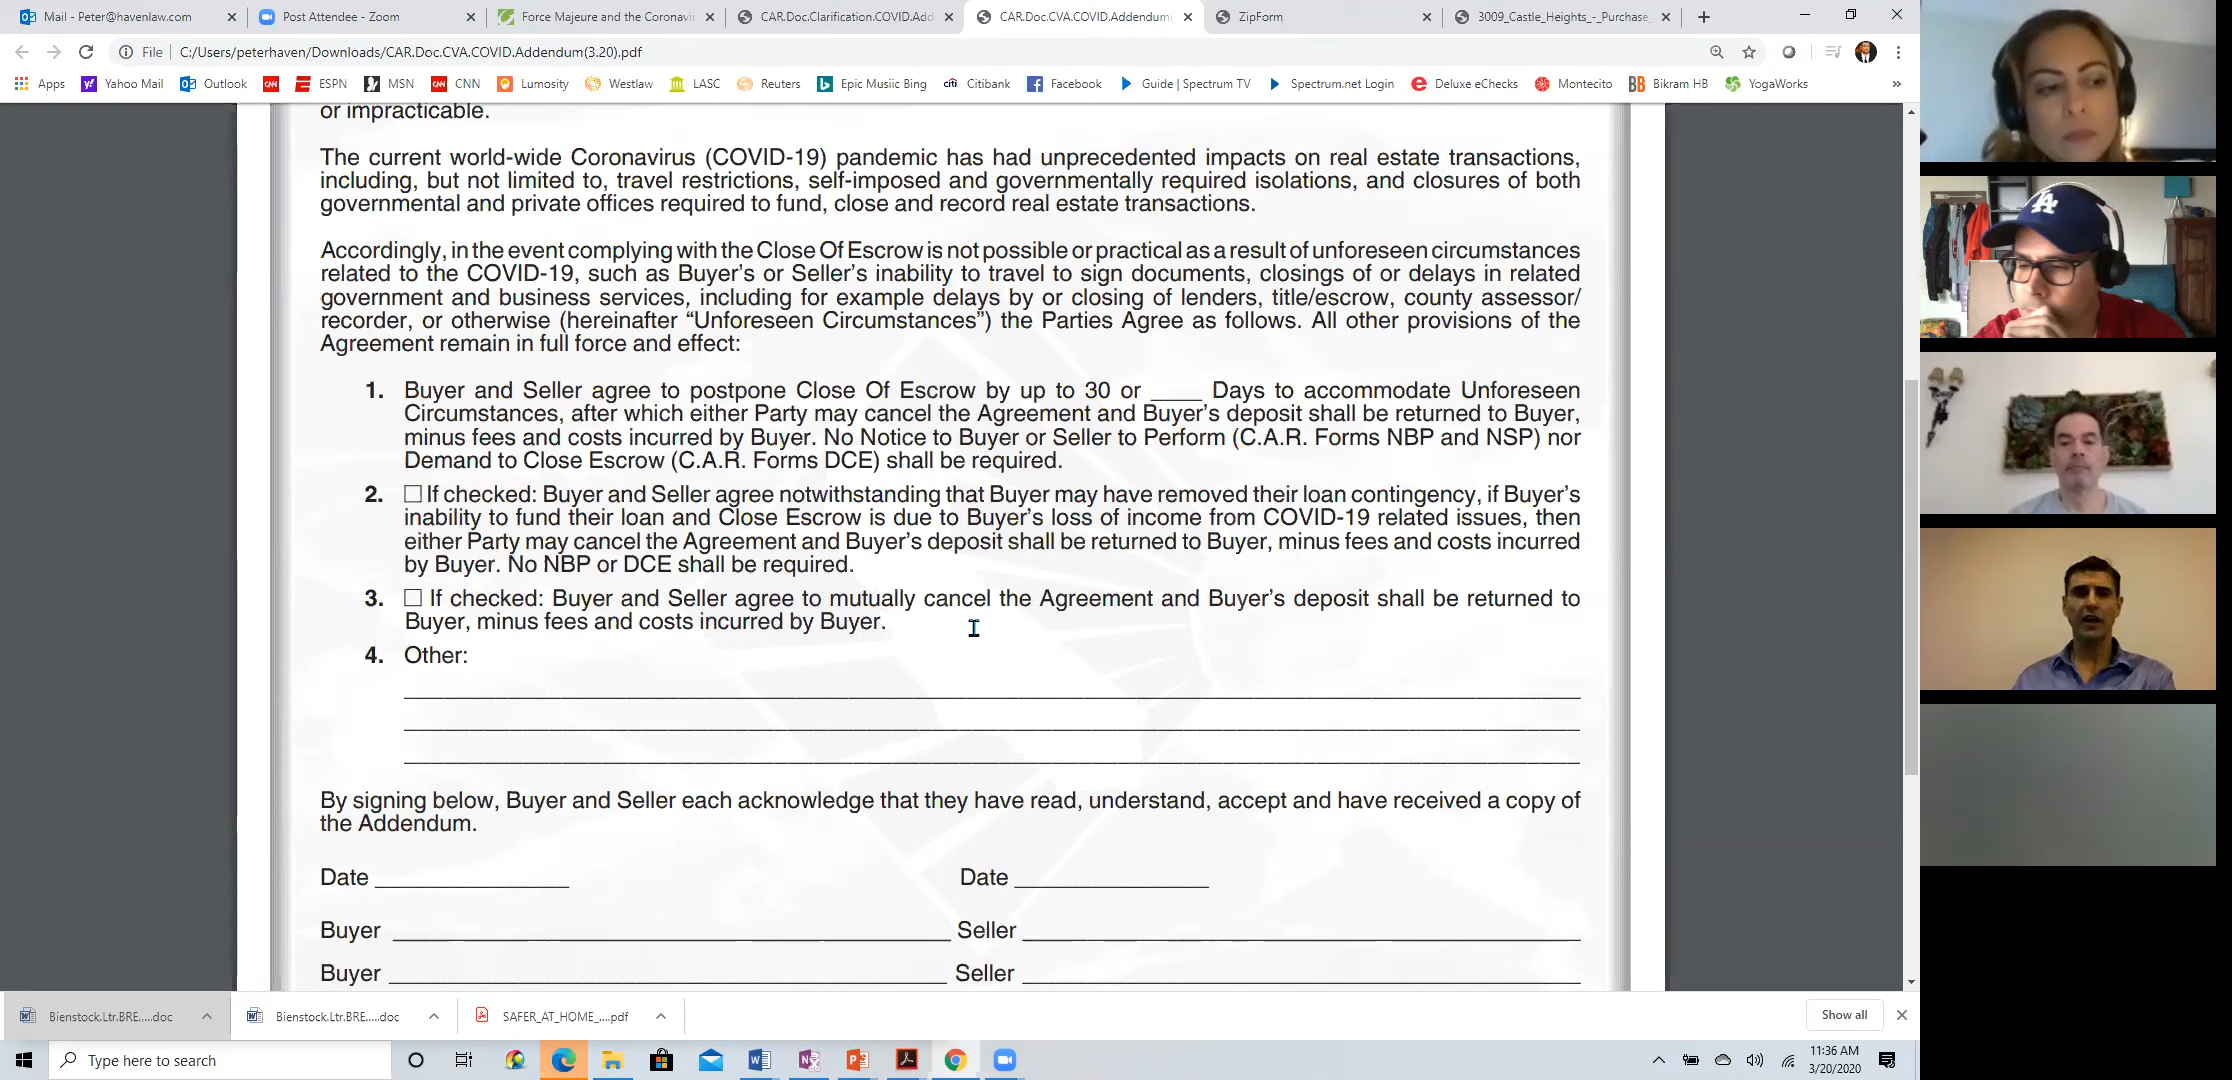 Mail - Peter@havenlaw.com
Post Attendee - Zoom
Force Majeure and the Coronavir
CAR.Doc.Clarification.COVID.Add
CAR.Doc.CVA.COVID.Addendum
ZipForm
3009_Castle_Heights_-_Purchase_
File
C:/Users/peterhaven/Downloads/CAR.Doc.CVA.COVID.Addendum(3.20).pdf
Apps
Yahoo Mail
Outlook
CNN
ESPN
MSN
CNN
Lumosity
Westlaw
LASC
Reuters
Epic Musiic Bing
citi
Citibank
Facebook
Guide | Spectrum TV
Spectrum.net Login
Deluxe eChecks
Montecito
Bikram HB
YogaWorks
or impracticable.
The current world-wide Coronavirus (COVID-19) pandemic has had unprecedented impacts on real estate transactions,
including, but not limited to, travel restrictions, self-imposed and governmentally required isolations, and closures of both
governmental and private offices required to fund, close and record real estate transactions.
Accordingly, in the event complying with the Close Of Escrow is not possible or practical as a result of unforeseen circumstances
related to the COVID-19, such as Buyer's or Seller's inability to travel to sign documents, closings of or delays in related
government and business services, including for example delays by or closing of lenders, title/escrow, county assessor/
recorder, or otherwise (hereinafter “Unforeseen Circumstances”) the Parties Agree as follows. All other provisions of the
Agreement remain in full force and effect:
1. Buyer and Seller agree to postpone Close Of Escrow by up to 30 or ____ Days to accommodate Unforeseen
Circumstances, after which either Party may cancel the Agreement and Buyer's deposit shall be returned to Buyer,
minus fees and costs incurred by Buyer. No Notice to Buyer or Seller to Perform (C.A.R. Forms NBP and NSP) nor
Demand to Close Escrow (C.A.R. Forms DCE) shall be required.
2. ☐ If checked: Buyer and Seller agree notwithstanding that Buyer may have removed their loan contingency, if Buyer's
inability to fund their loan and Close Escrow is due to Buyer's loss of income from COVID-19 related issues, then
either Party may cancel the Agreement and Buyer's deposit shall be returned to Buyer, minus fees and costs incurred
by Buyer. No NBP or DCE shall be required.
3. ☐ If checked: Buyer and Seller agree to mutually cancel the Agreement and Buyer's deposit shall be returned to
Buyer, minus fees and costs incurred by Buyer.
4. Other:
By signing below, Buyer and Seller each acknowledge that they have read, understand, accept and have received a copy of
the Addendum.
Date ______________ Date ______________
Buyer ______________ Seller ______________
Buyer ______________ Seller ______________
Bienstock.Ltr.BRE.....doc
Bienstock.Ltr.BRE.....doc
SAFER_AT_HOME_....pdf
Show all
Type here to search
11:36 AM
3/20/2020
LA